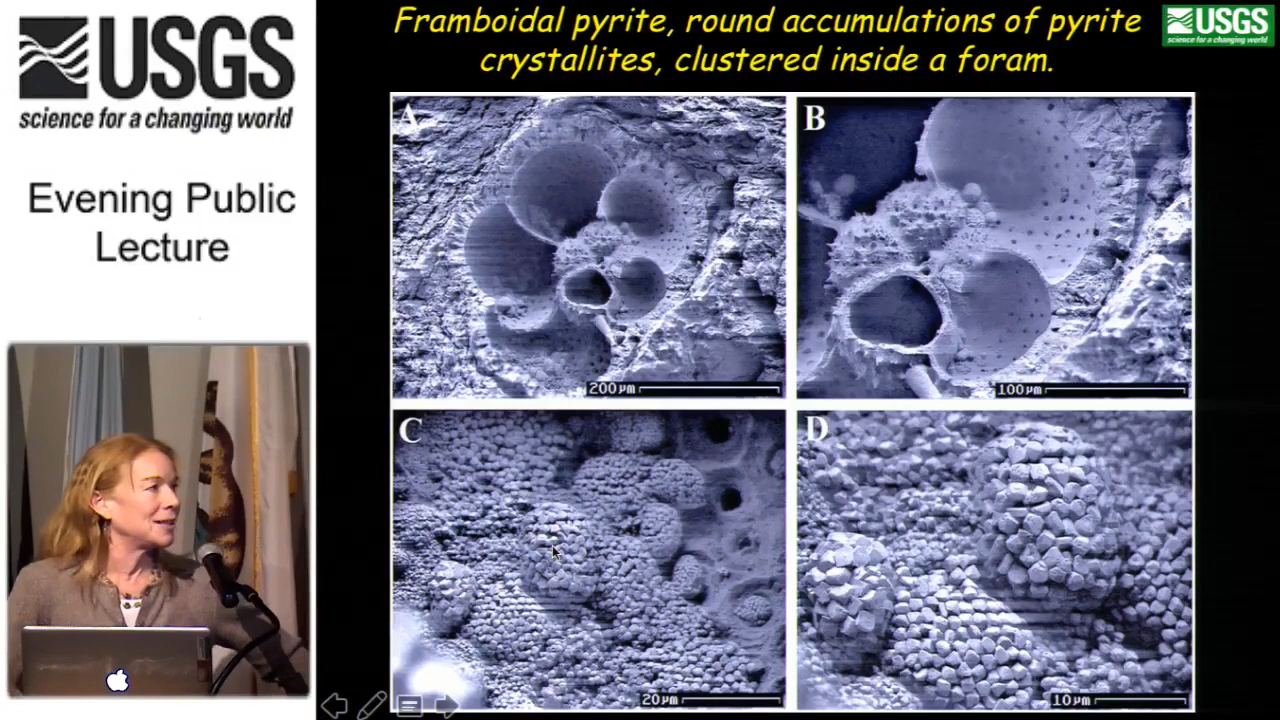 USGS
science for a changing world
Evening Public
Lecture
Framboidal pyrite, round accumulations of pyrite
crystallites, clustered inside a foram.
USGS
science for a changing world
A
200 µm
B
100 µm
C
20 µm
D
10 µm